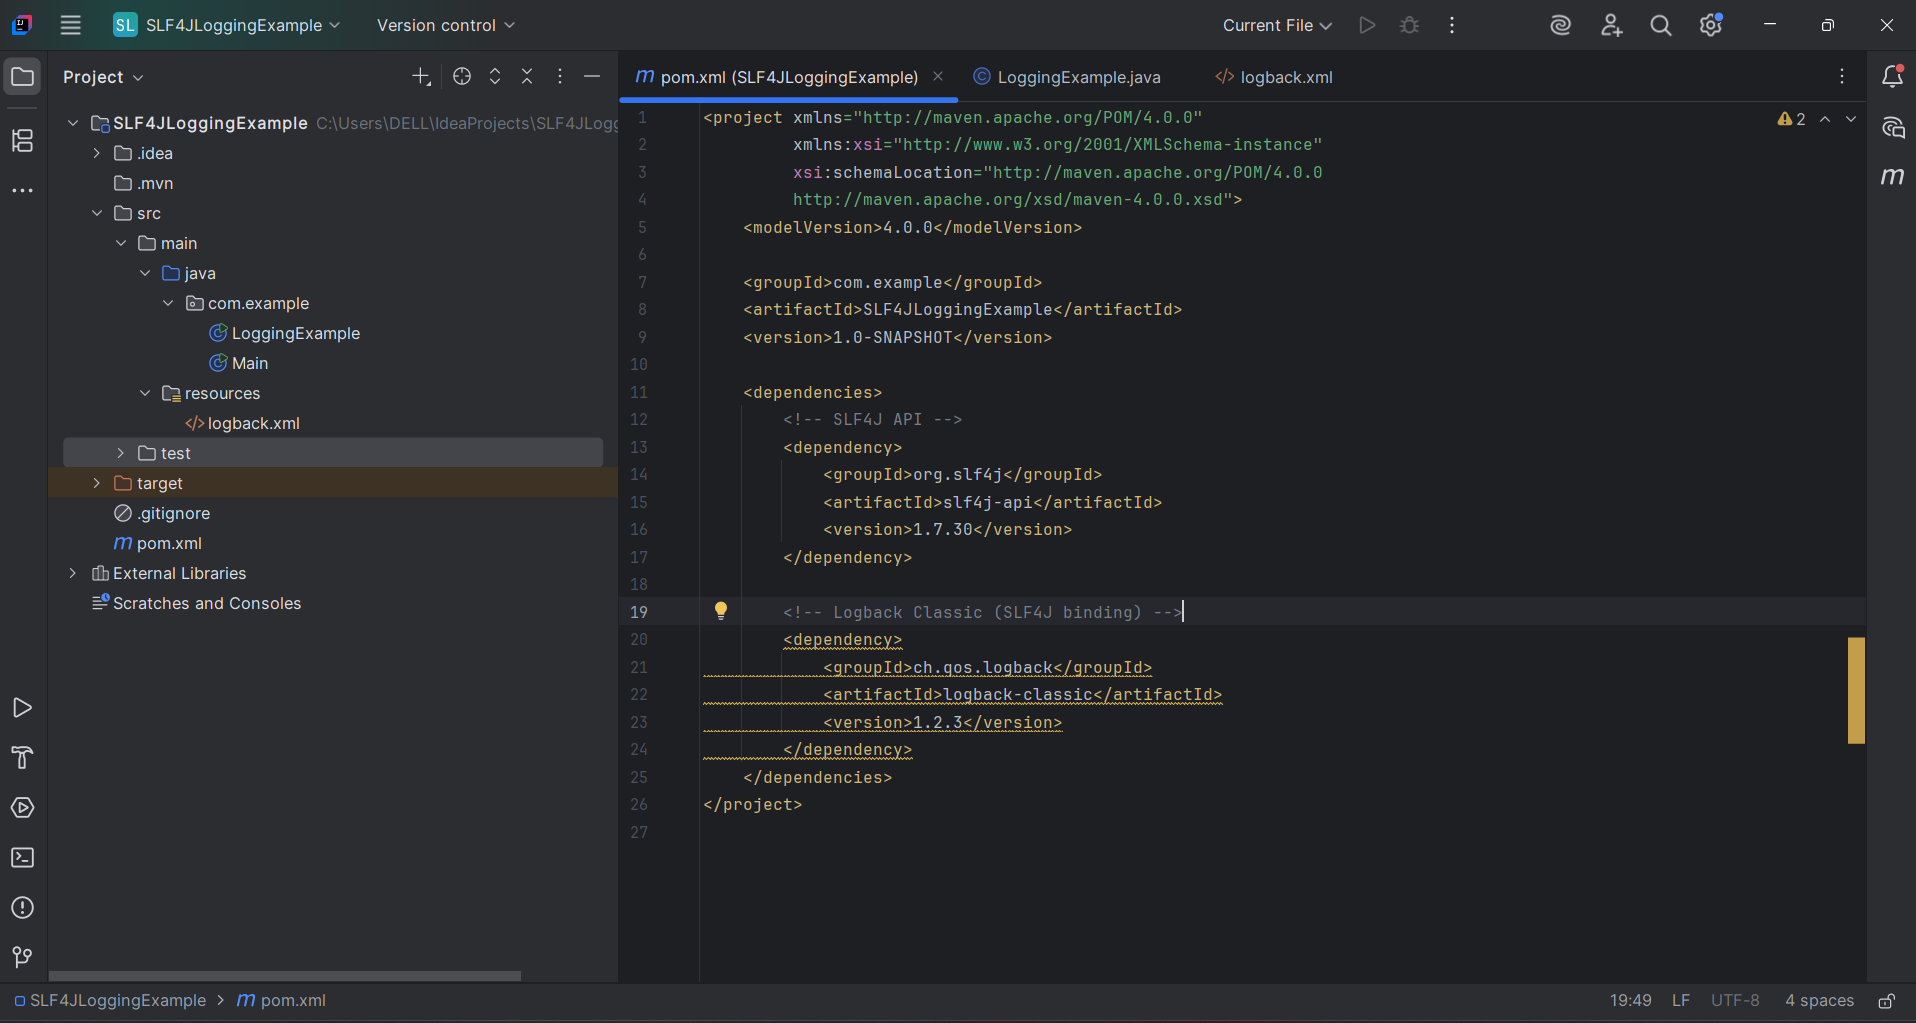 SL SLF4JLoggingExample Version control Current File
Project
SLF4JLoggingExample C:\Users\DELL\IdeaProjects\SLF4JLogg
.idea
.mvn
src
main
java
com.example
LoggingExample
Main
resources
</> logback.xml
test
target
.gitignore
m pom.xml
External Libraries
Scratches and Consoles
m pom.xml (SLF4JLoggingExample) LoggingExample.java </> logback.xml
2
1 <project xmlns="http://maven.apache.org/POM/4.0.0"
2 xmlns:xsi="http://www.w3.org/2001/XMLSchema-instance"
3 xsi:schemaLocation="http://maven.apache.org/POM/4.0.0
4 http://maven.apache.org/xsd/maven-4.0.0.xsd">
5 <modelVersion>4.0.0</modelVersion>
6
7 <groupId>com.example</groupId>
8 <artifactId>SLF4JLoggingExample</artifactId>
9 <version>1.0-SNAPSHOT</version>
10
11 <dependencies>
12 <!-- SLF4J API -->
13 <dependency>
14 <groupId>org.slf4j</groupId>
15 <artifactId>slf4j-api</artifactId>
16 <version>1.7.30</version>
17 </dependency>
18
19 <!-- Logback Classic (SLF4J binding) -->
20 <dependency>
21 <groupId>ch.qos.logback</groupId>
22 <artifactId>logback-classic</artifactId>
23 <version>1.2.3</version>
24 </dependency>
25 </dependencies>
26 </project>
27
m
SLF4JLoggingExample > m pom.xml 19:49 LF UTF-8 4 spaces